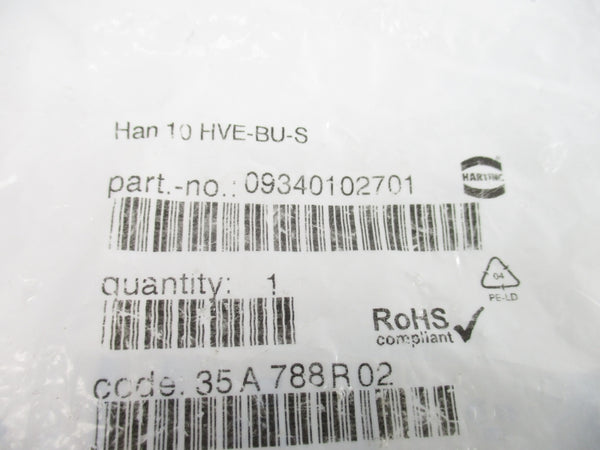 Han 10 HVE-BU-S
part.-no.: 09340102701
HARTING
quantity: 1
04
PE-LD
RoHS
compliant
code: 35 A 788 R 02